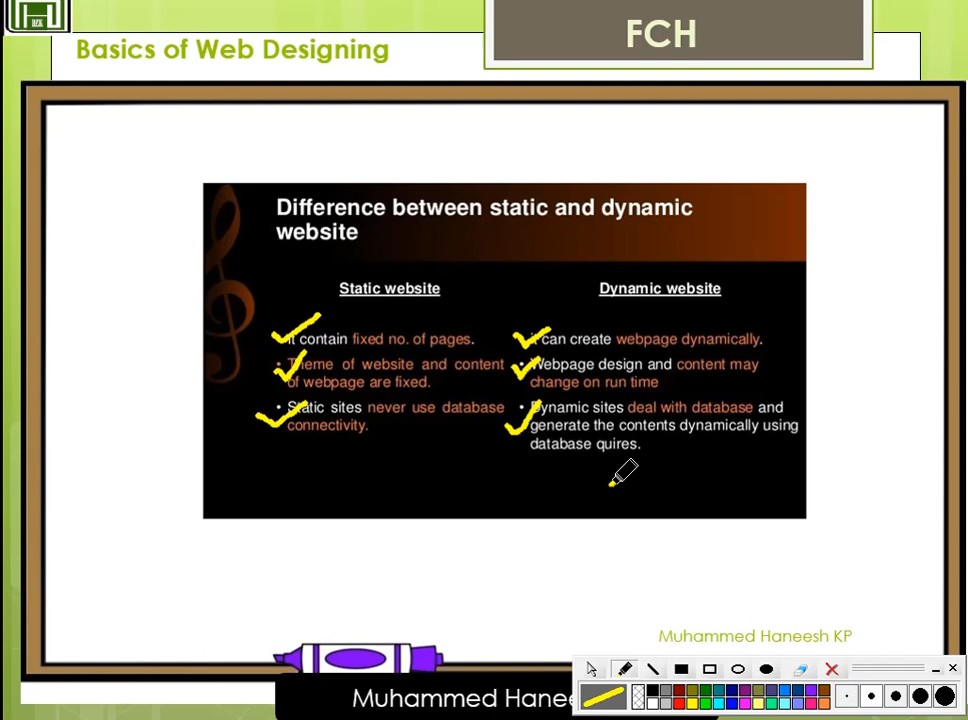 FCH
Basics of Web Designing
Difference between static and dynamic
website
Static website
It contain fixed no. of pages.
• Theme of website and content
of webpage are fixed.
• Static sites never use database
connectivity.
Dynamic website
it can create webpage dynamically.
• Webpage design and content may
change on run time
• Dynamic sites deal with database and
generate the contents dynamically using
database quires.
Muhammed Haneesh KP
Muhammed Hanee